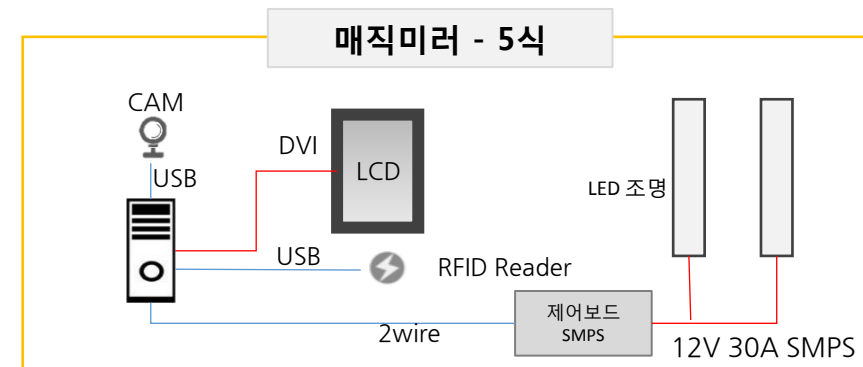 매직미러 - 5식
CAM
USB
DVI
LCD
LED 조명
USB
RFID Reader
제어보드
SMPS
2wire
12V 30A SMPS